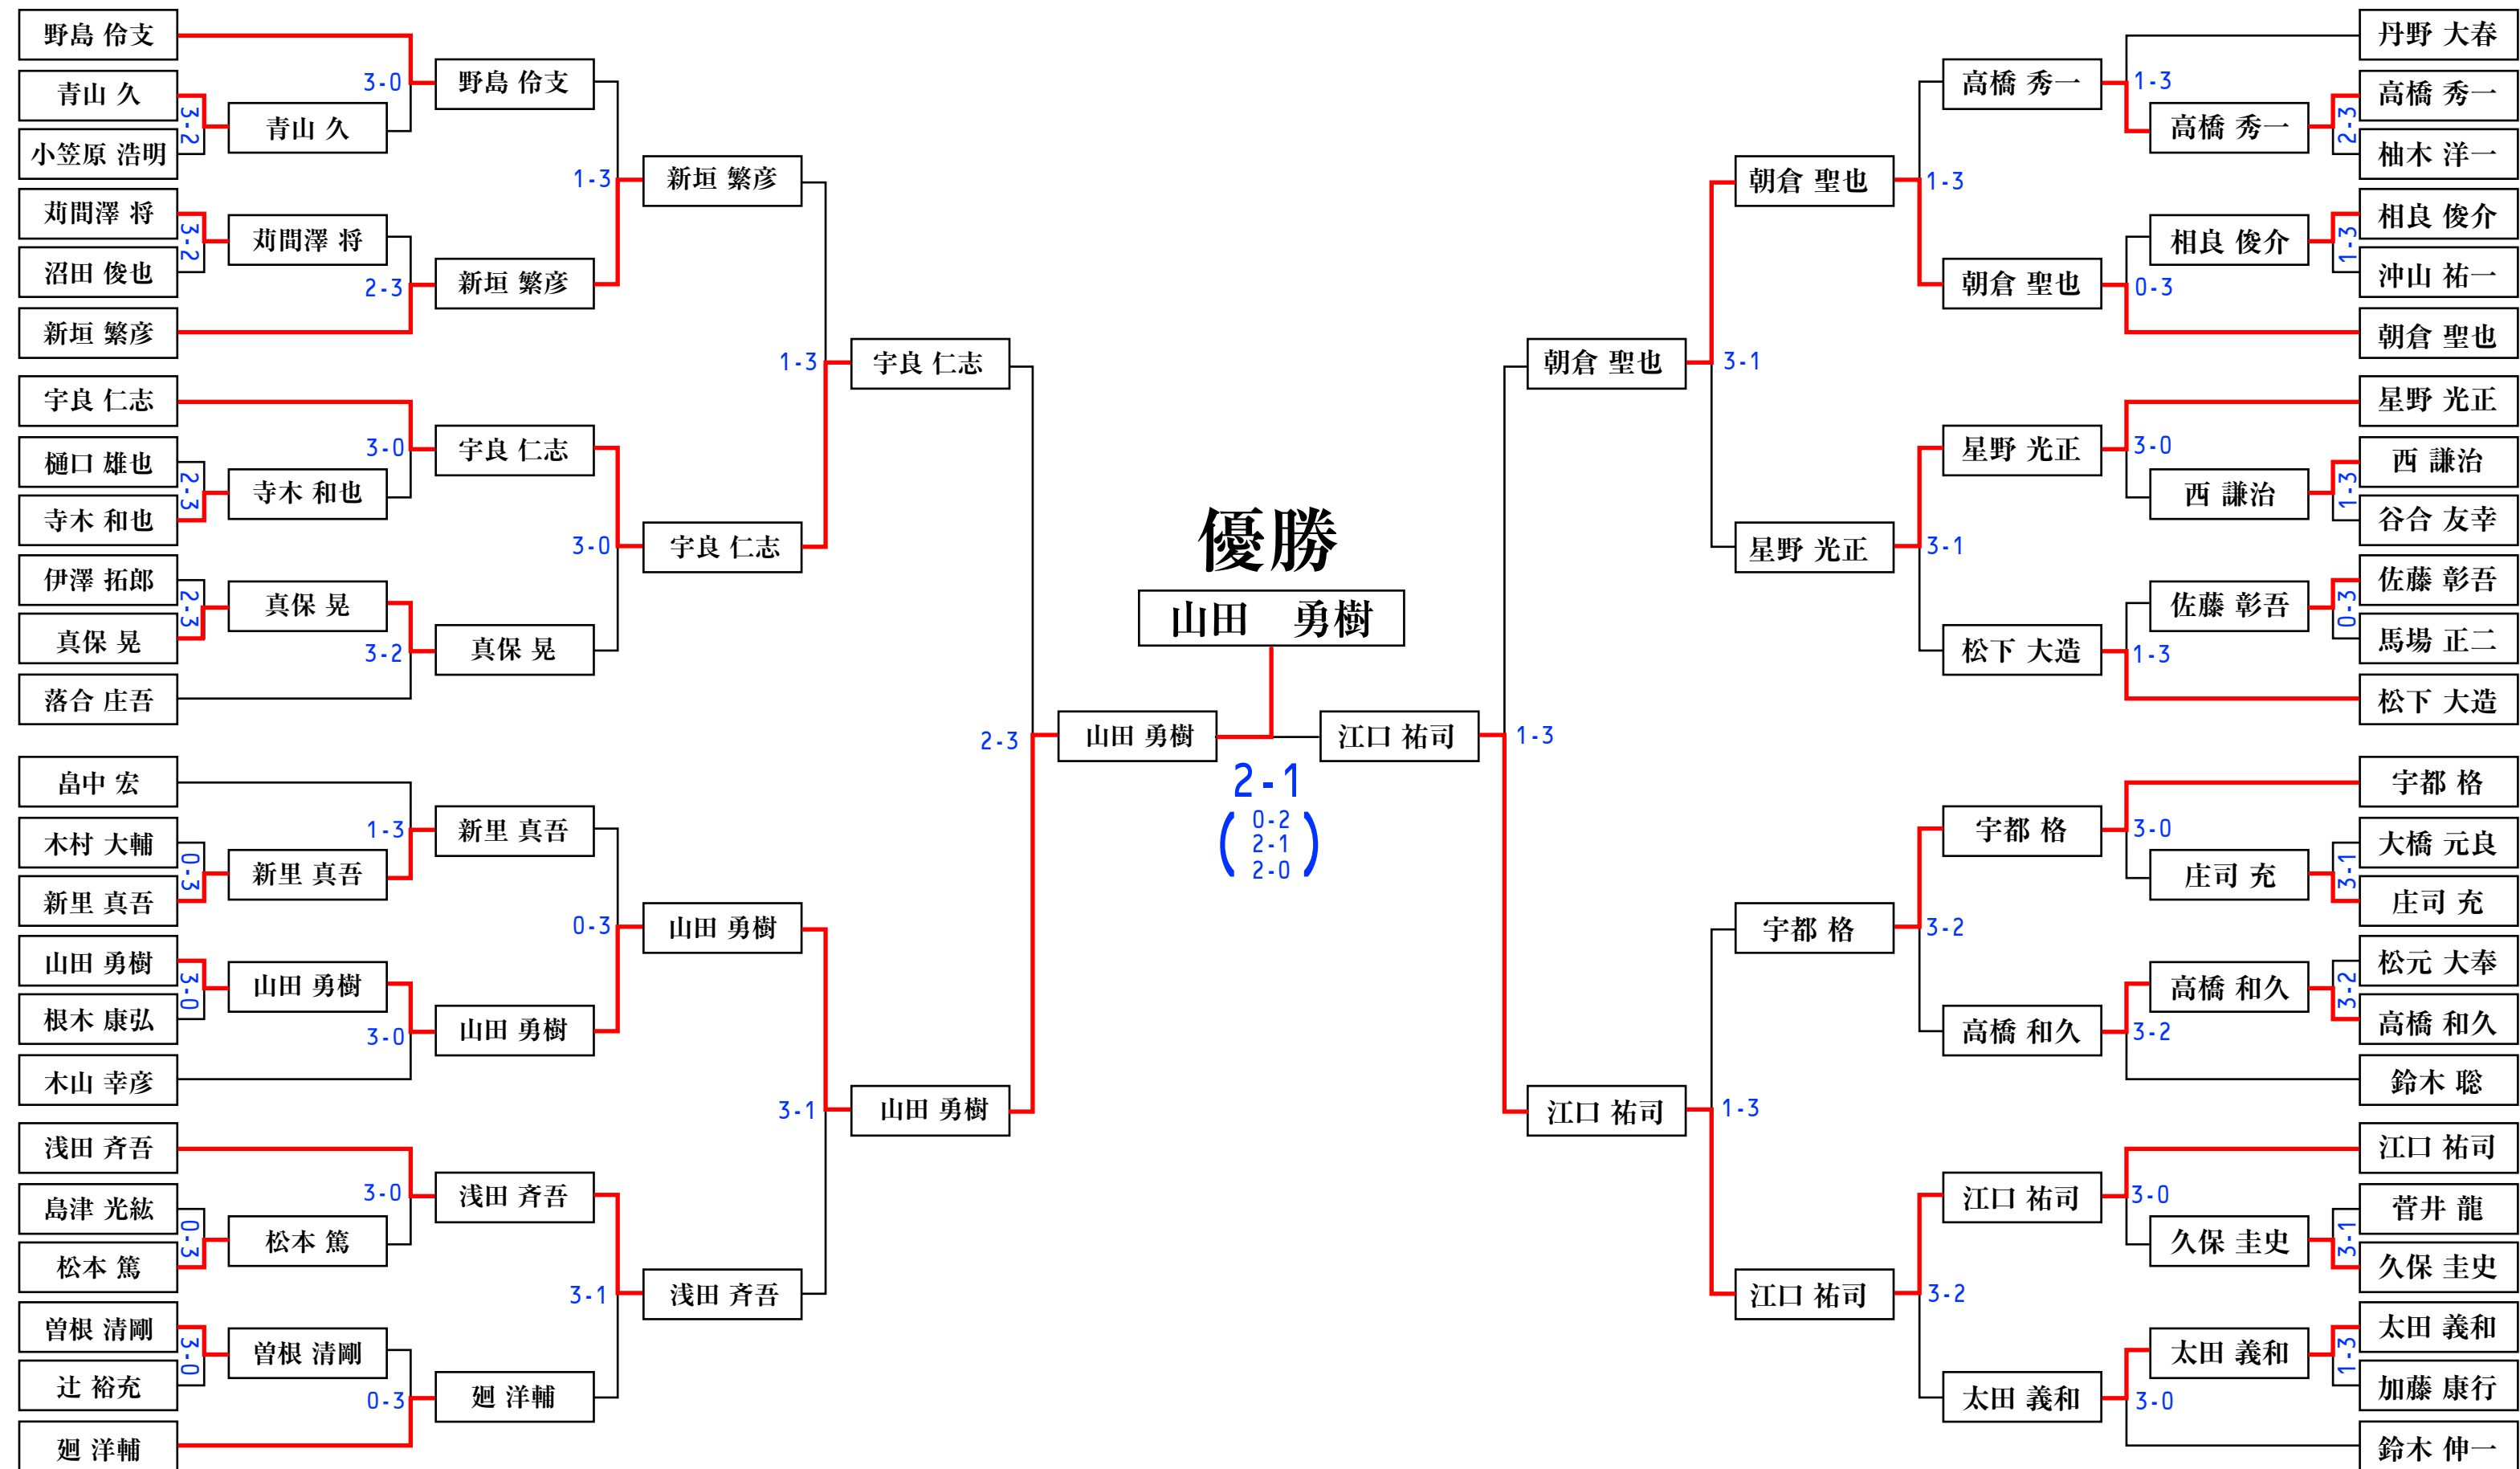 野島 伶支
青山 久
小笠原 浩明
苅間澤 将
沼田 俊也
新垣 繁彦
宇良 仁志
樋口 雄也
寺木 和也
伊澤 拓郎
真保 晃
落合 庄吾
畠中 宏
木村 大輔
新里 真吾
山田 勇樹
根木 康弘
木山 幸彦
浅田 斉吾
島津 光紘
松本 篤
曽根 清剛
辻 裕充
廻 洋輔
3-2
3-2
2-3
2-3
0-3
3-0
0-3
3-0
青山 久
苅間澤 将
寺木 和也
真保 晃
新里 真吾
山田 勇樹
松本 篤
曽根 清剛
3-0
2-3
3-0
3-2
1-3
3-0
3-0
0-3
野島 伶支
新垣 繁彦
宇良 仁志
真保 晃
新里 真吾
山田 勇樹
浅田 斉吾
廻 洋輔
1-3
3-0
0-3
3-1
新垣 繁彦
宇良 仁志
山田 勇樹
浅田 斉吾
1-3
3-1
宇良 仁志
山田 勇樹
2-3
山田 勇樹
優勝
山田 勇樹
2-1
(0-2
2-1
2-0)
江口 祐司
1-3
朝倉 聖也
江口 祐司
3-1
1-3
朝倉 聖也
星野 光正
宇都 格
江口 祐司
1-3
3-1
3-2
3-2
高橋 秀一
朝倉 聖也
星野 光正
松下 大造
宇都 格
高橋 和久
江口 祐司
太田 義和
1-3
0-3
3-0
1-3
3-0
3-2
3-0
3-0
高橋 秀一
相良 俊介
西 謙治
佐藤 彰吾
庄司 充
高橋 和久
久保 圭史
太田 義和
2-3
1-3
1-3
0-3
3-1
3-2
3-1
1-3
丹野 大春
高橋 秀一
柚木 洋一
相良 俊介
沖山 祐一
朝倉 聖也
星野 光正
西 謙治
谷合 友幸
佐藤 彰吾
馬場 正二
松下 大造
宇都 格
大橋 元良
庄司 充
松元 大奉
高橋 和久
鈴木 聡
江口 祐司
菅井 龍
久保 圭史
太田 義和
加藤 康行
鈴木 伸一